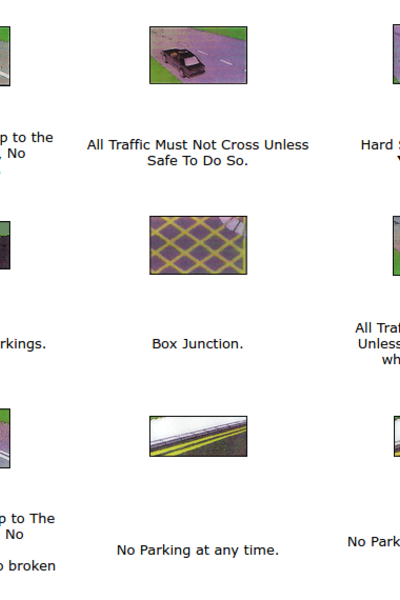 p to the
No
All Traffic Must Not Cross Unless
Safe To Do So.
Hard
rkings.
Box Junction.
All Traf
Unless
wh
p to The
No
o broken
No Parking at any time.
No Park